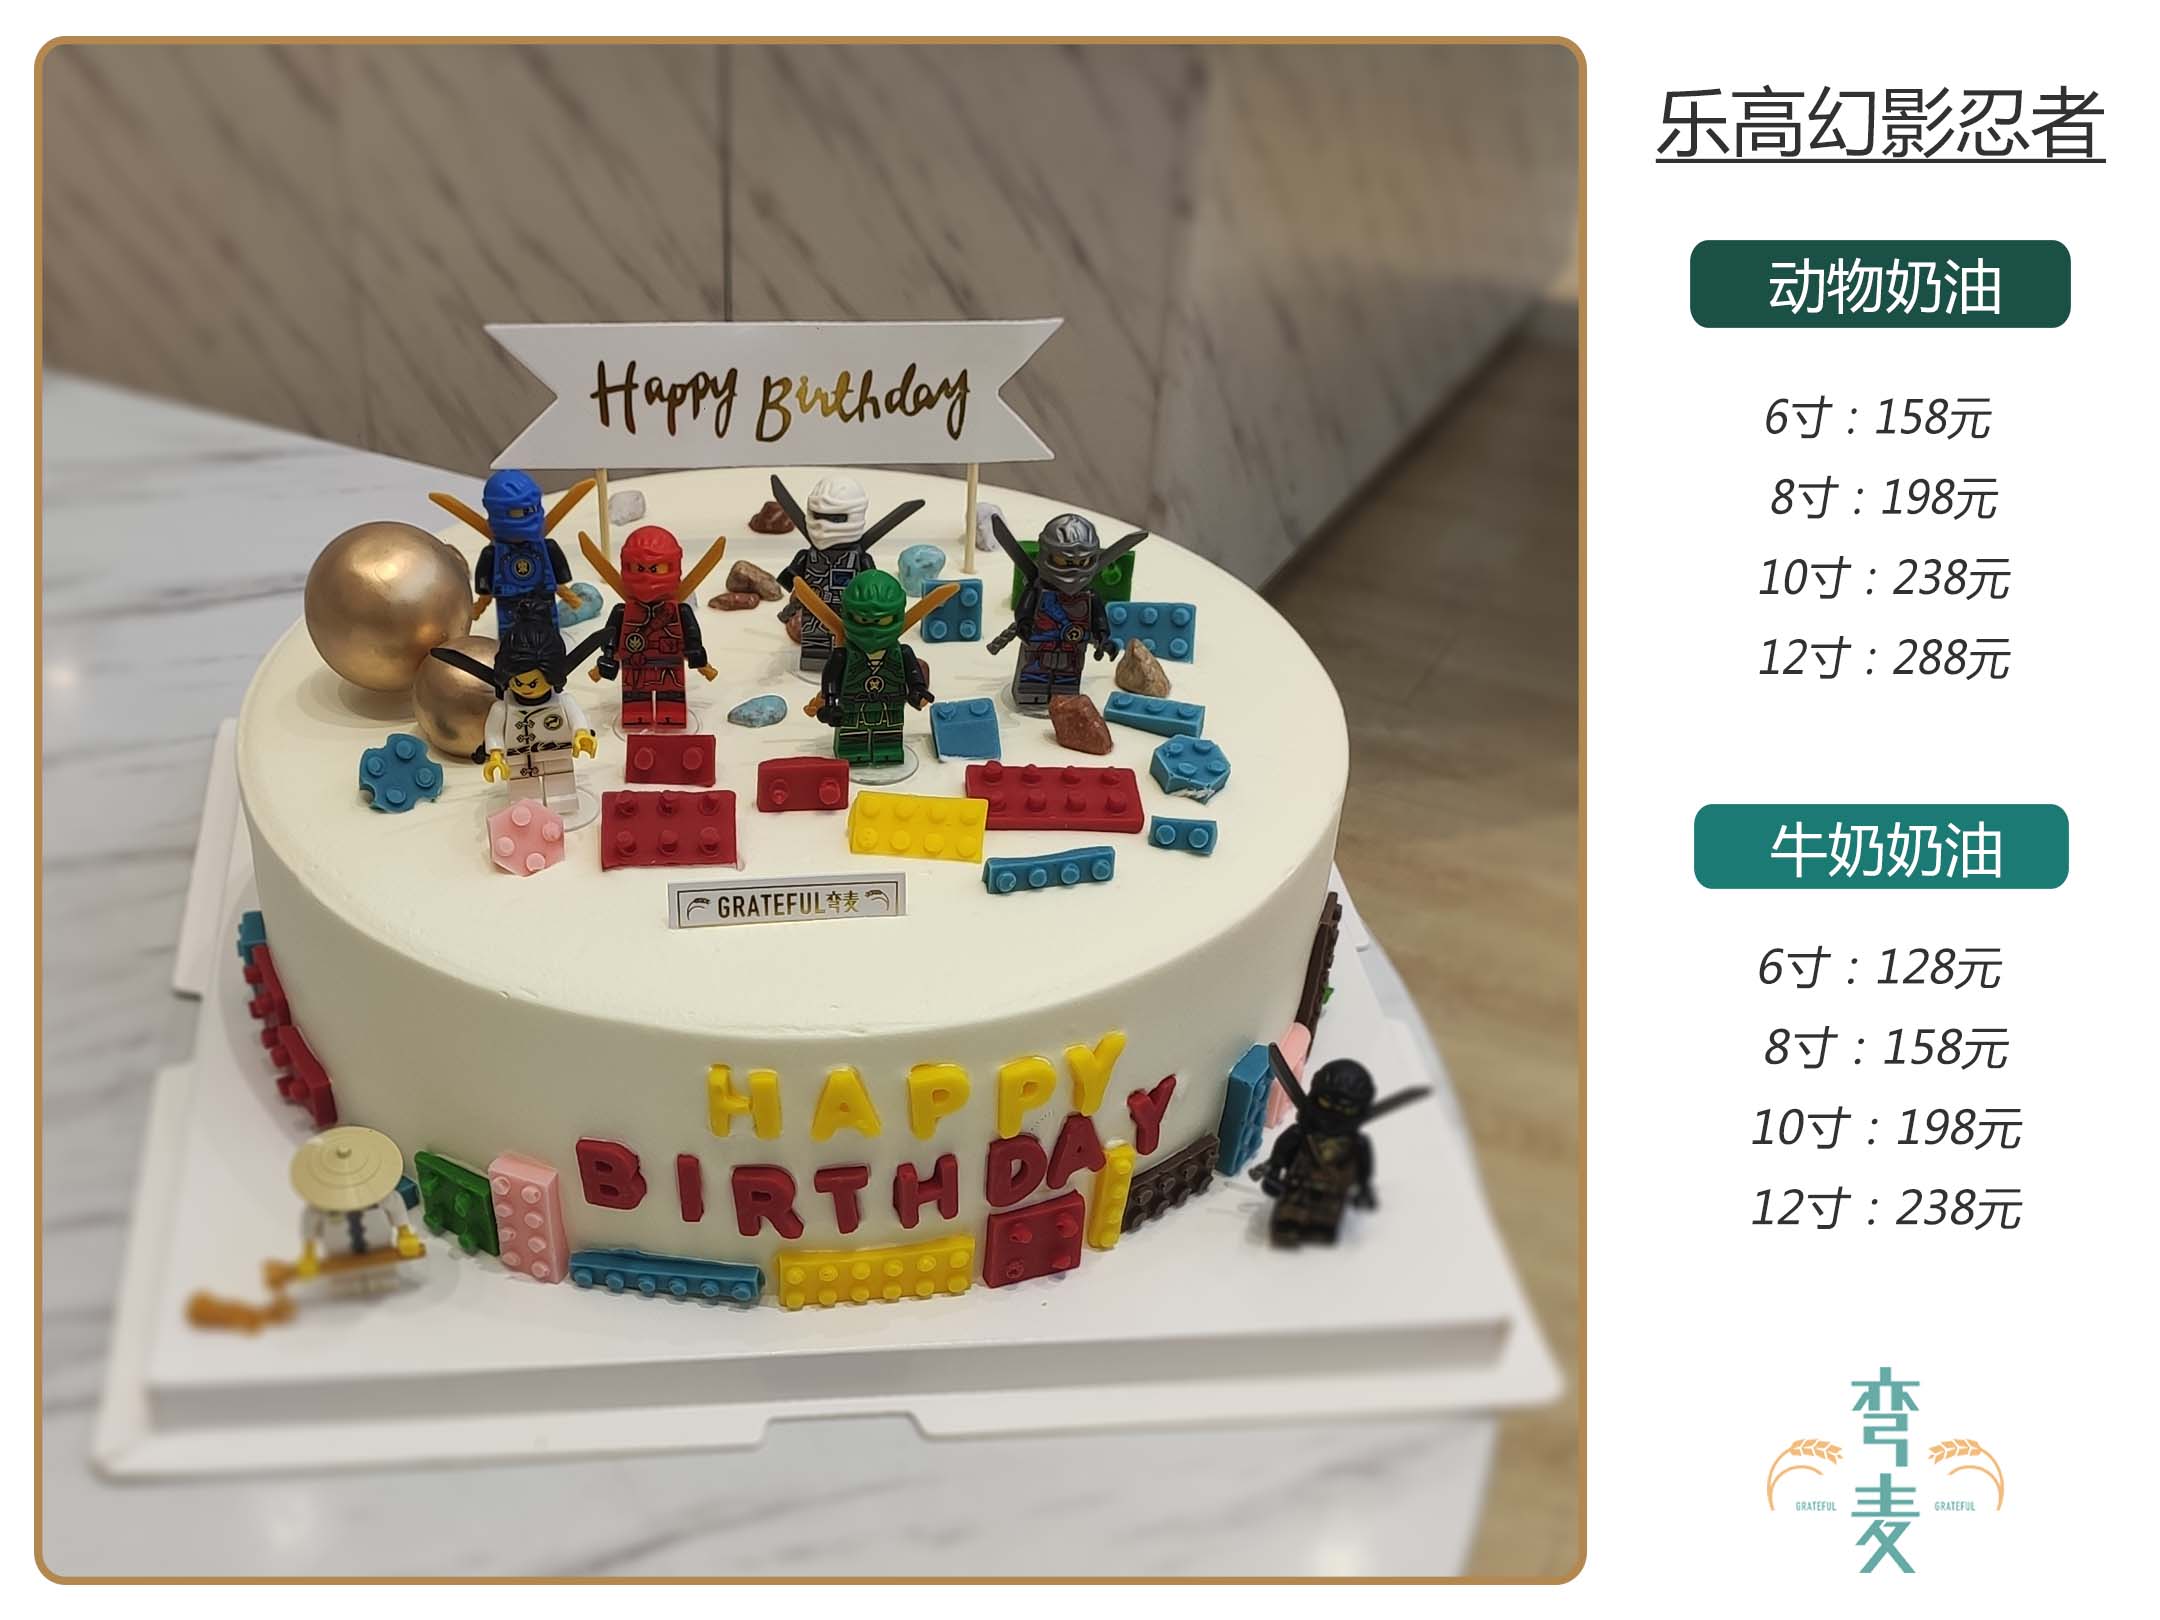 乐高幻影忍者
动物奶油
6寸：158元
8寸：198元
10寸：238元
12寸：288元
牛奶奶油
6寸：128元
8寸：158元
10寸：198元
12寸：238元
Happy Birthday
GRATEFUL弯麦
HAPPY
BIRTHDAY
弯麦
GRATEFUL GRATEFUL